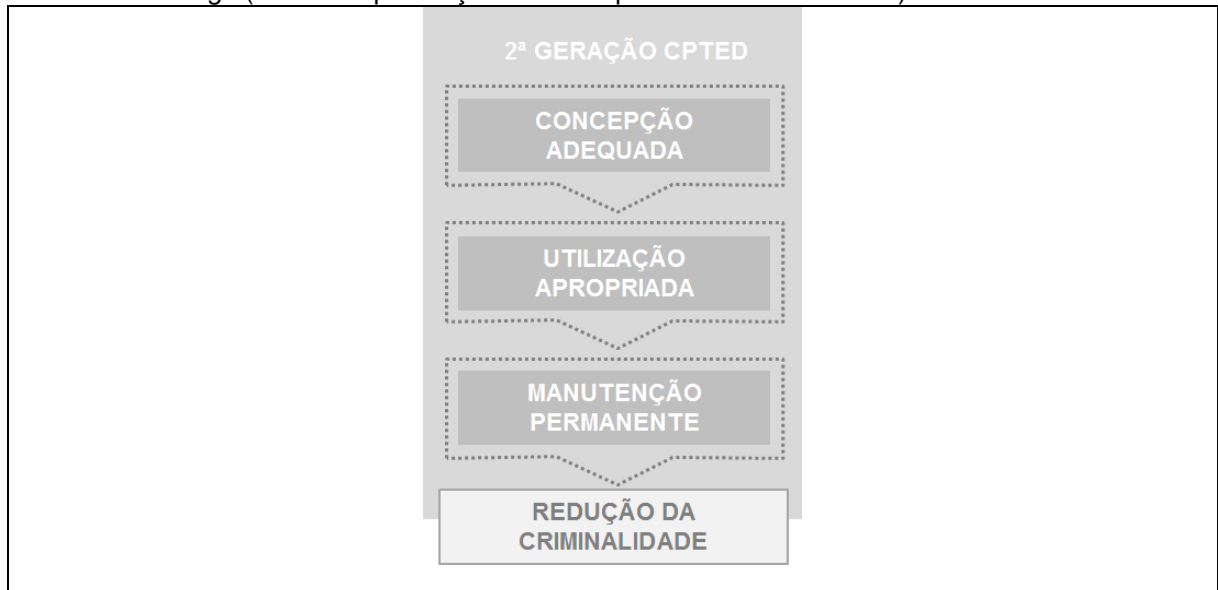 2ª GERAÇÃO CPTED
CONCEPÇÃO
ADEQUADA
UTILIZAÇÃO
APROPRIADA
MANUTENÇÃO
PERMANENTE
REDUÇÃO DA
CRIMINALIDADE